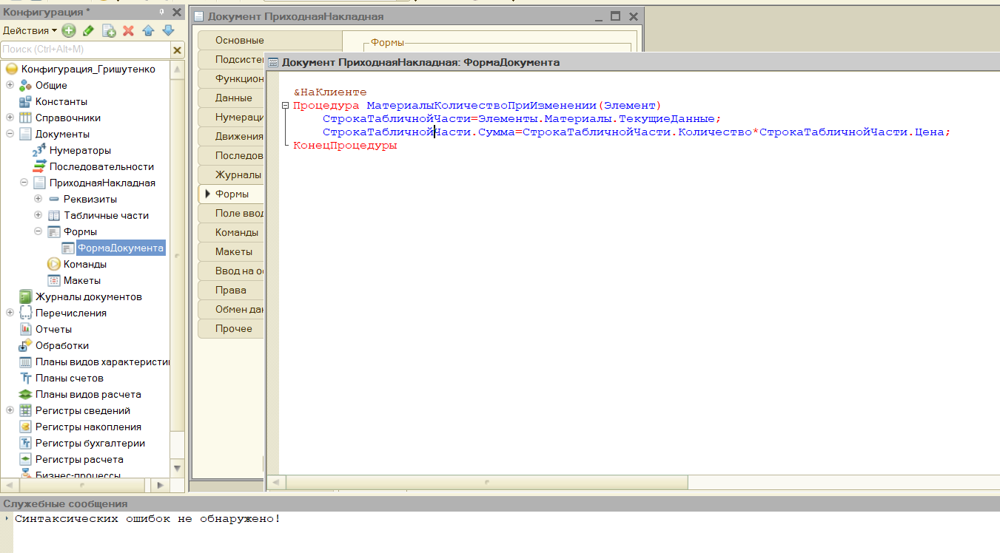 Конфигурация *
Действия
Поиск (Ctrl+Alt+M)
Конфигурация_Гришутенко
Общие
Константы
Справочники
Документы
Нумераторы
Последовательности
ПриходнаяНакладная
Реквизиты
Табличные части
Формы
ФормаДокумента
Команды
Макеты
Журналы документов
Перечисления
Отчеты
Обработки
Планы видов характеристи
Планы счетов
Планы видов расчета
Регистры сведений
Регистры накопления
Регистры бухгалтерии
Регистры расчета
Бизнес-процессы
Документ ПриходнаяНакладная
Основные
Подсисте
Функцион
Данные
Нумераци
Движения
Последов
Журналы
Формы
Поле ввод
Команды
Макеты
Ввод на о
Права
Обмен дан
Прочее
Формы
Документ ПриходнаяНакладная: ФормаДокумента
&НаКлиенте
Процедура МатериалыКоличествоПриИзменении(Элемент)
СтрокаТабличнойЧасти=Элементы.Материалы.ТекущиеДанные;
СтрокаТабличнойЧасти.Сумма=СтрокаТабличнойЧасти.Количество*СтрокаТабличнойЧасти.Цена;
КонецПроцедуры
Служебные сообщения
Синтаксических ошибок не обнаружено!